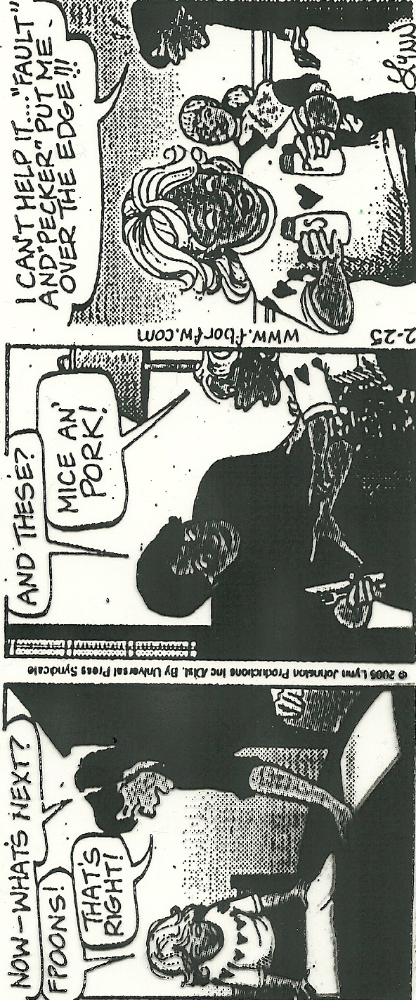 NOW - WHAT'S NEXT?
FPOONS!
THAT'S
RIGHT!
© 2005 Lynn Johnston Productions Inc./Dist. By Universal Press Syndicate
AND THESE?
MICE AN'
PORK!
www.fborfw.com
2-25
I CAN'T HELP IT...."FAULT"
AND "PECKER" PUT ME
OVER THE EDGE!!!
S
P
LYNN